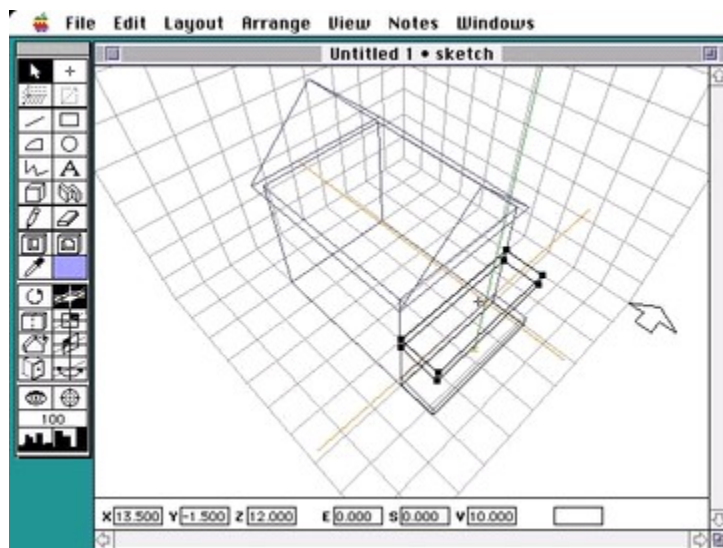 File Edit Layout Arrange View Notes Windows
Untitled 1 • sketch
A
100
X 13.500 Y -1.500 Z 12.000 E 0.000 S 0.000 V 10.000